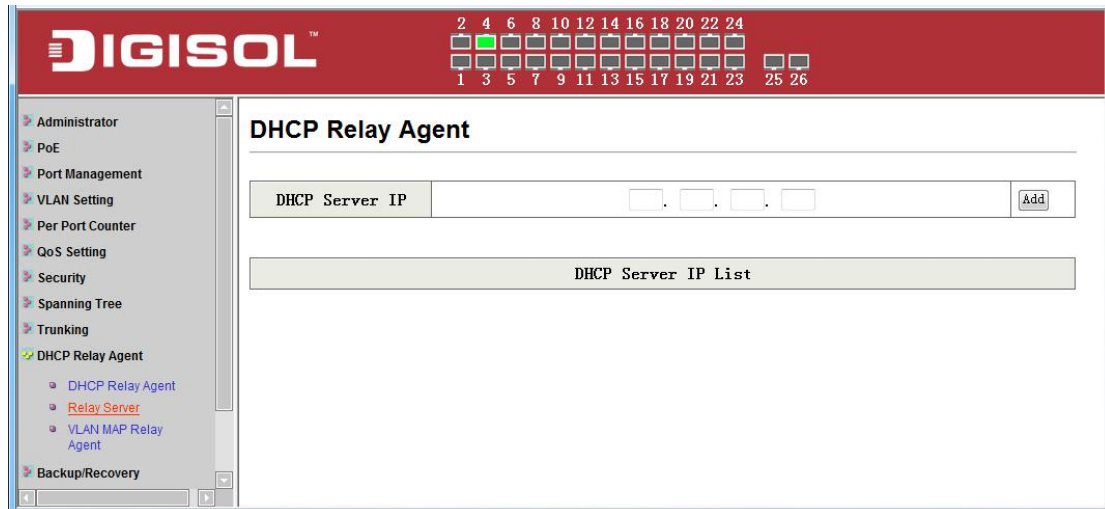 DIGISOL™
2 4 6 8 10 12 14 16 18 20 22 24
1 3 5 7 9 11 13 15 17 19 21 23 25 26
Administrator
PoE
Port Management
VLAN Setting
Per Port Counter
QoS Setting
Security
Spanning Tree
Trunking
DHCP Relay Agent
DHCP Relay Agent
Relay Server
VLAN MAP Relay
Agent
Backup/Recovery
DHCP Relay Agent
DHCP Server IP . . . Add
DHCP Server IP List